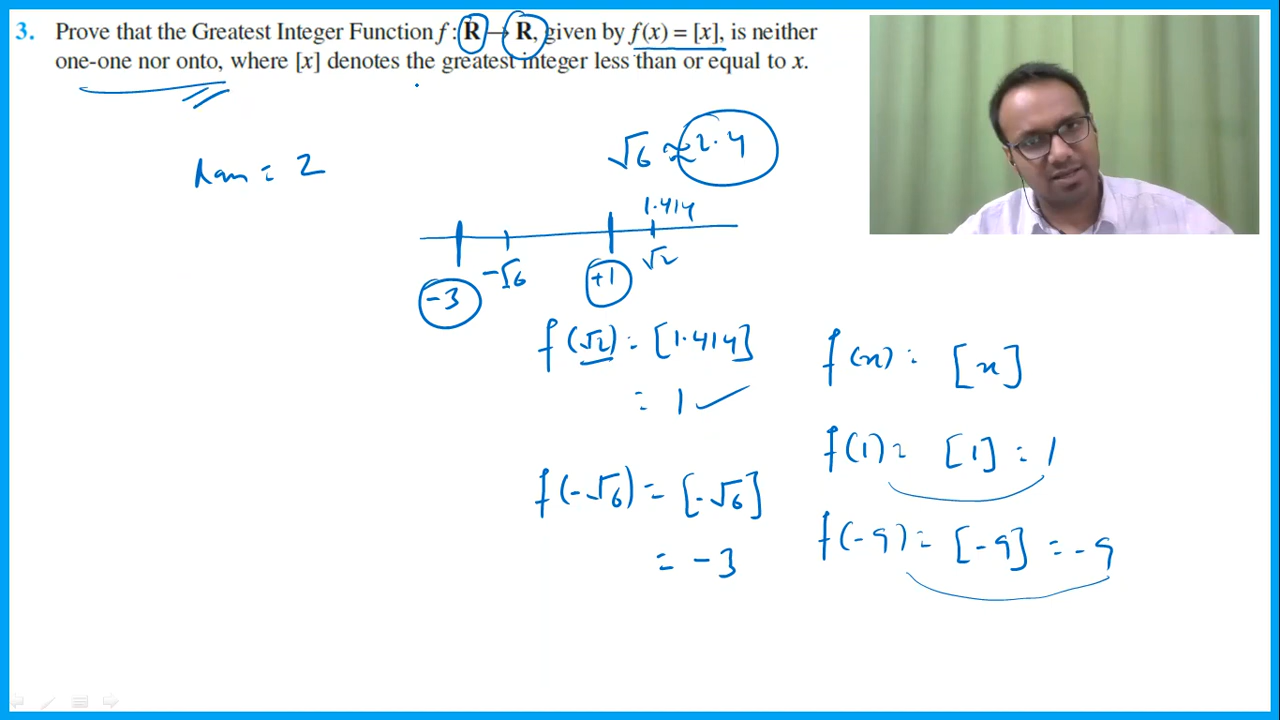 3. Prove that the Greatest Integer Function f : R → R, given by f(x) = [x], is neither
one-one nor onto, where [x] denotes the greatest integer less than or equal to x.
√6 ≈ 2.4
Ran = 2
1.414
-3 -√6 +1 √2
f(√2) = [1.414]
= 1 ✓
f(-√6) = [-√6]
= -3
f(x) = [x]
f(1) = [1] = 1
f(-9) = [-9] = -9